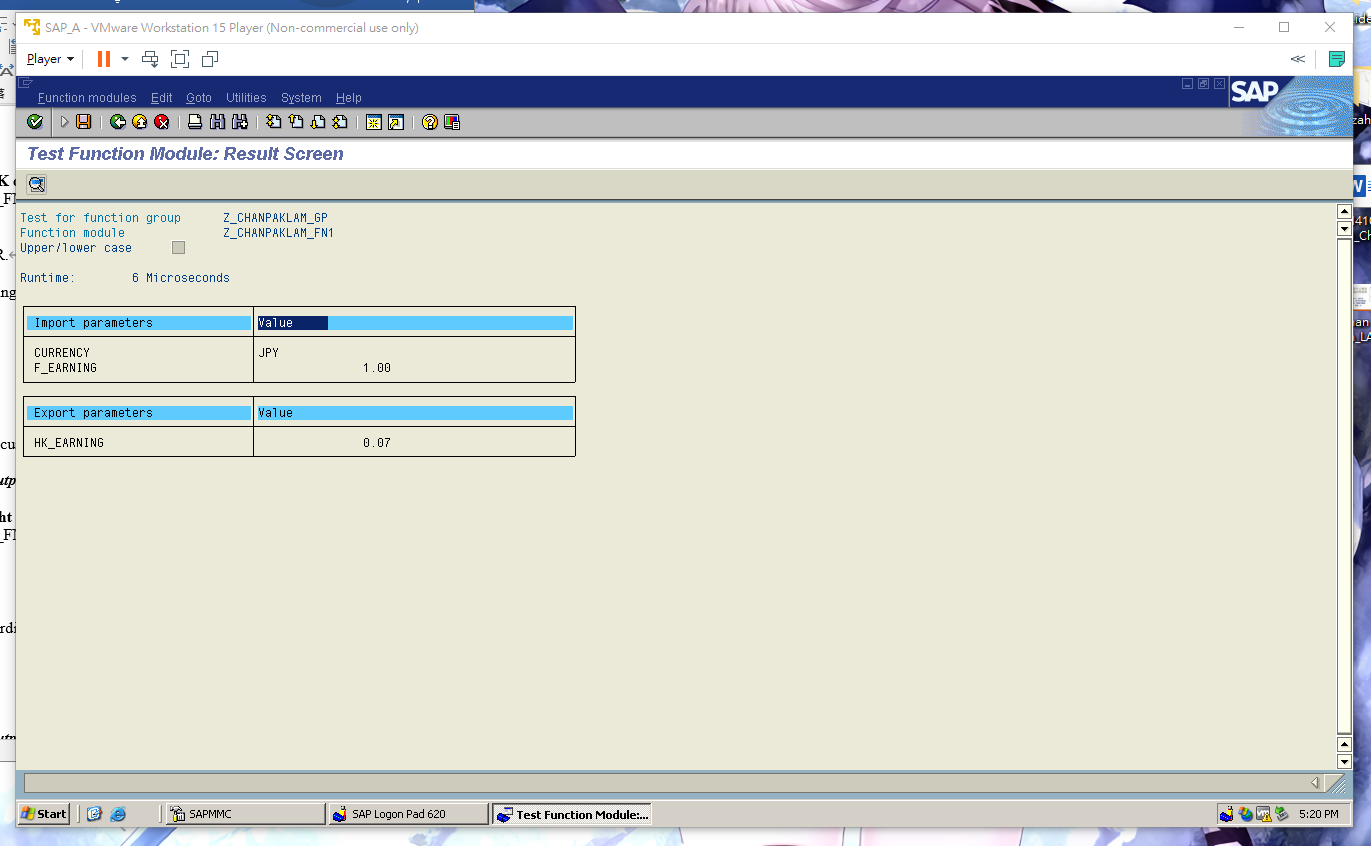 SAP_A - VMware Workstation 15 Player (Non-commercial use only)
Player
Function modules Edit Goto Utilities System Help
SAP
Test Function Module: Result Screen
Test for function group Z_CHANPAKLAM_GP
Function module Z_CHANPAKLAM_FN1
Upper/lower case
Runtime: 6 Microseconds
Import parameters Value
CURRENCY JPY
F_EARNING 1.00
Export parameters Value
HK_EARNING 0.07
Start SAPMMC SAP Logon Pad 620 Test Function Module:... 5:20 PM